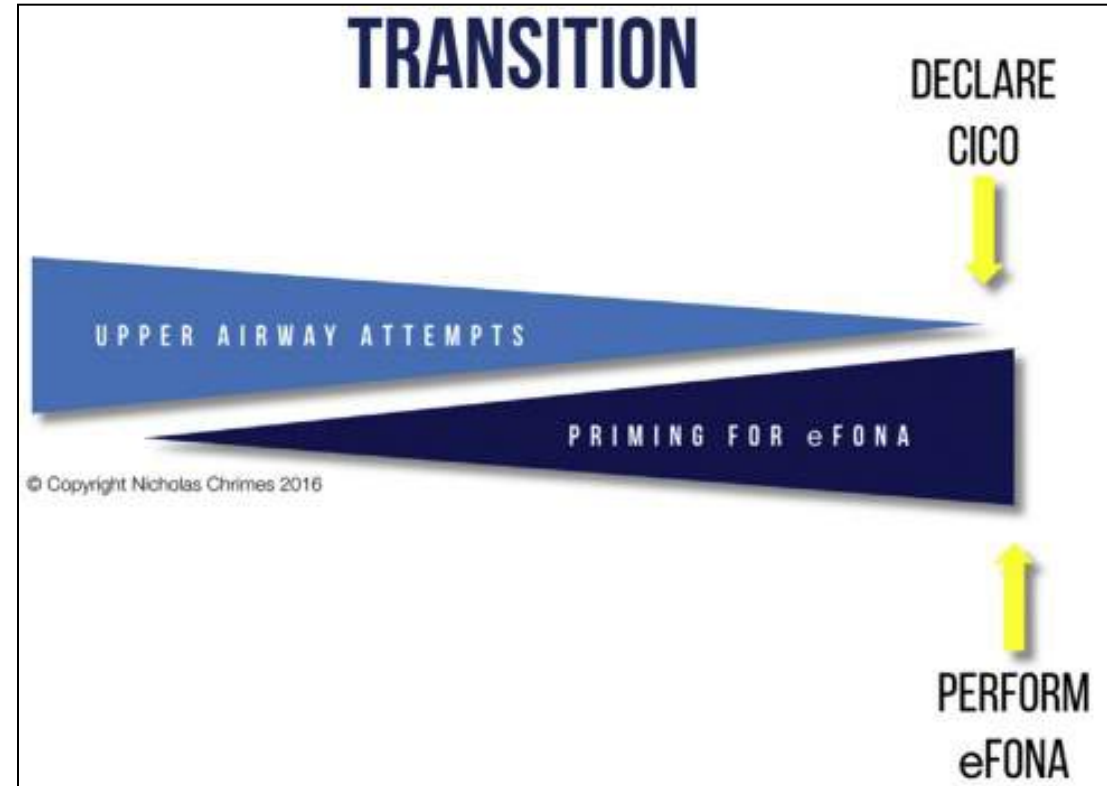 TRANSITION
DECLARE
CICO
UPPER AIRWAY ATTEMPTS
PRIMING FOR eFONA
© Copyright Nicholas Chrimes 2016
PERFORM
eFONA